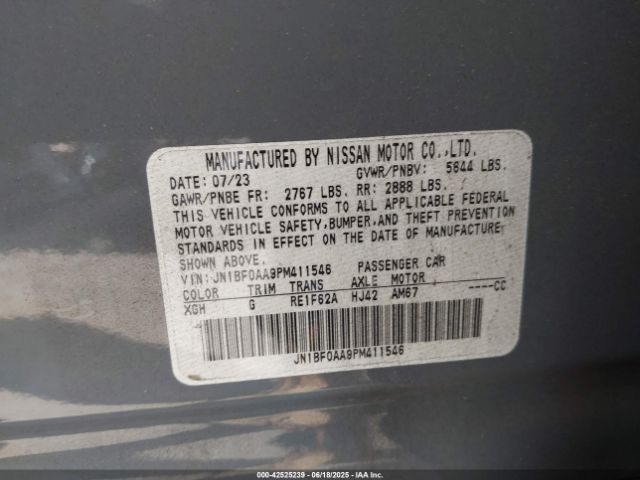 MANUFACTURED BY NISSAN MOTOR CO.,LTD.
DATE: 07/23 GVWR/PNBV: 5644 LBS.
GAWR/PNBE FR: 2767 LBS. RR: 2888 LBS.
THIS VEHICLE CONFORMS TO ALL APPLICABLE FEDERAL
MOTOR VEHICLE SAFETY, BUMPER, AND THEFT PREVENTION
STANDARDS IN EFFECT ON THE DATE OF MANUFACTURE
SHOWN ABOVE.
VIN: JN1BF0AA9PM411546 PASSENGER CAR
COLOR TRIM TRANS AXLE MOTOR
XGH G RE1F62A HJ42 AM67 ----CC
JN1BF0AA9PM411546
000-42525239 - 06/18/2025 - IAA Inc.